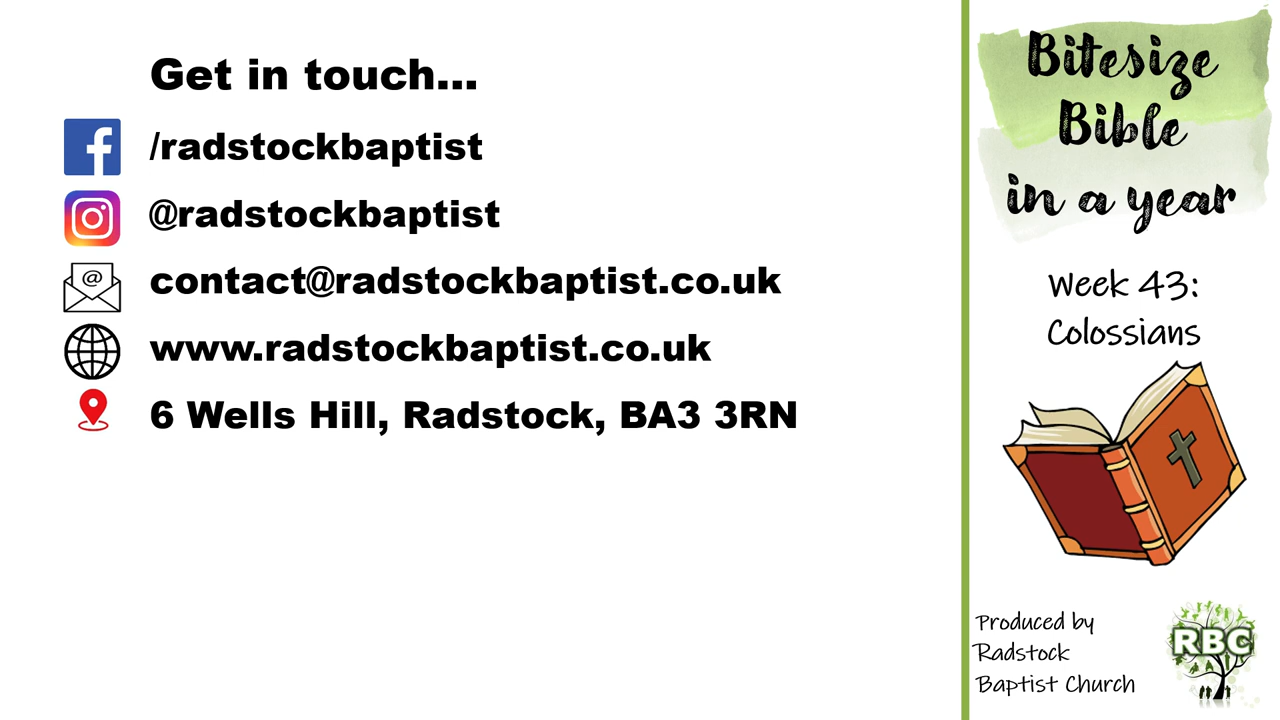 Get in touch...
/radstockbaptist
@radstockbaptist
contact@radstockbaptist.co.uk
www.radstockbaptist.co.uk
6 Wells Hill, Radstock, BA3 3RN
Bitesize
Bible
in a year
Week 43:
Colossians
Produced by
Radstock
Baptist Church
RBC